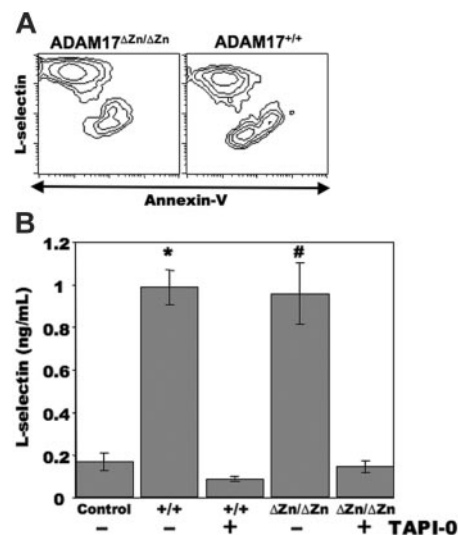 A
ADAM17ΔZn/ΔZn ADAM17+/+
L-selectin
Annexin-V
B
L-selectin (ng/mL)
1.2
1
0.8
0.6
0.4
0.2
0
* #
Control +/+ +/+ ΔZn/ΔZn ΔZn/ΔZn
– – + – + TAPI-0